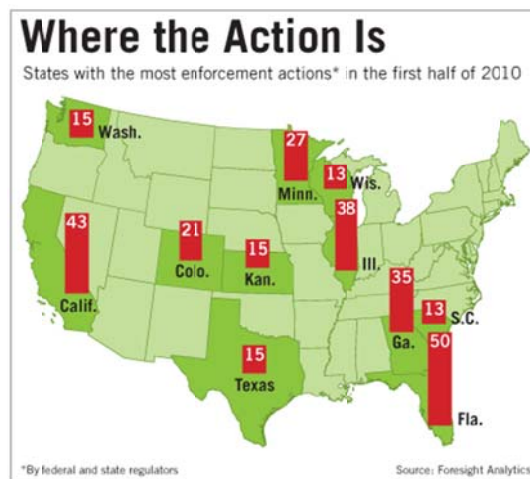 Where the Action Is
States with the most enforcement actions* in the first half of 2010
15
Wash.
27
Minn.
13
Wis.
38
Ill.
43
Calif.
21
Colo.
15
Kan.
35
Ga.
13
S.C.
15
Texas
50
Fla.
*By federal and state regulators
Source: Foresight Analytics